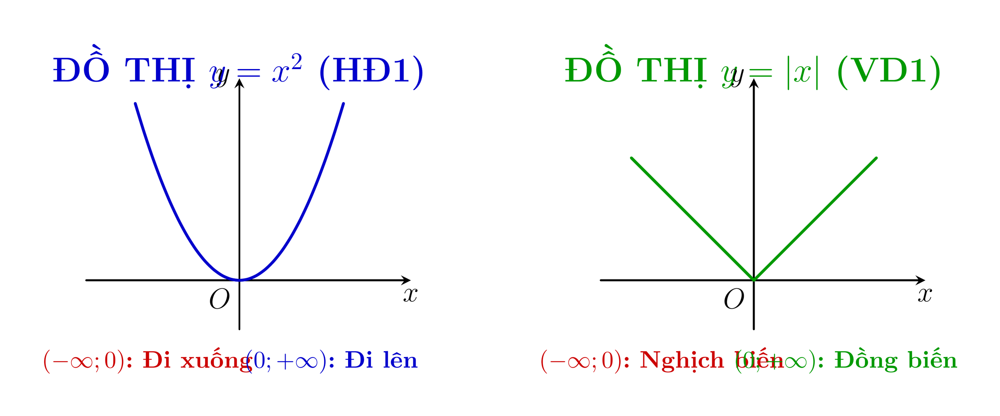 ĐỒ THỊ y = x² (HĐ1)
y
O
x
(−∞; 0): Đi xuống
(0; +∞): Đi lên
ĐỒ THỊ y = |x| (VD1)
y
O
x
(−∞; 0): Nghịch biến
(0; +∞): Đồng biến